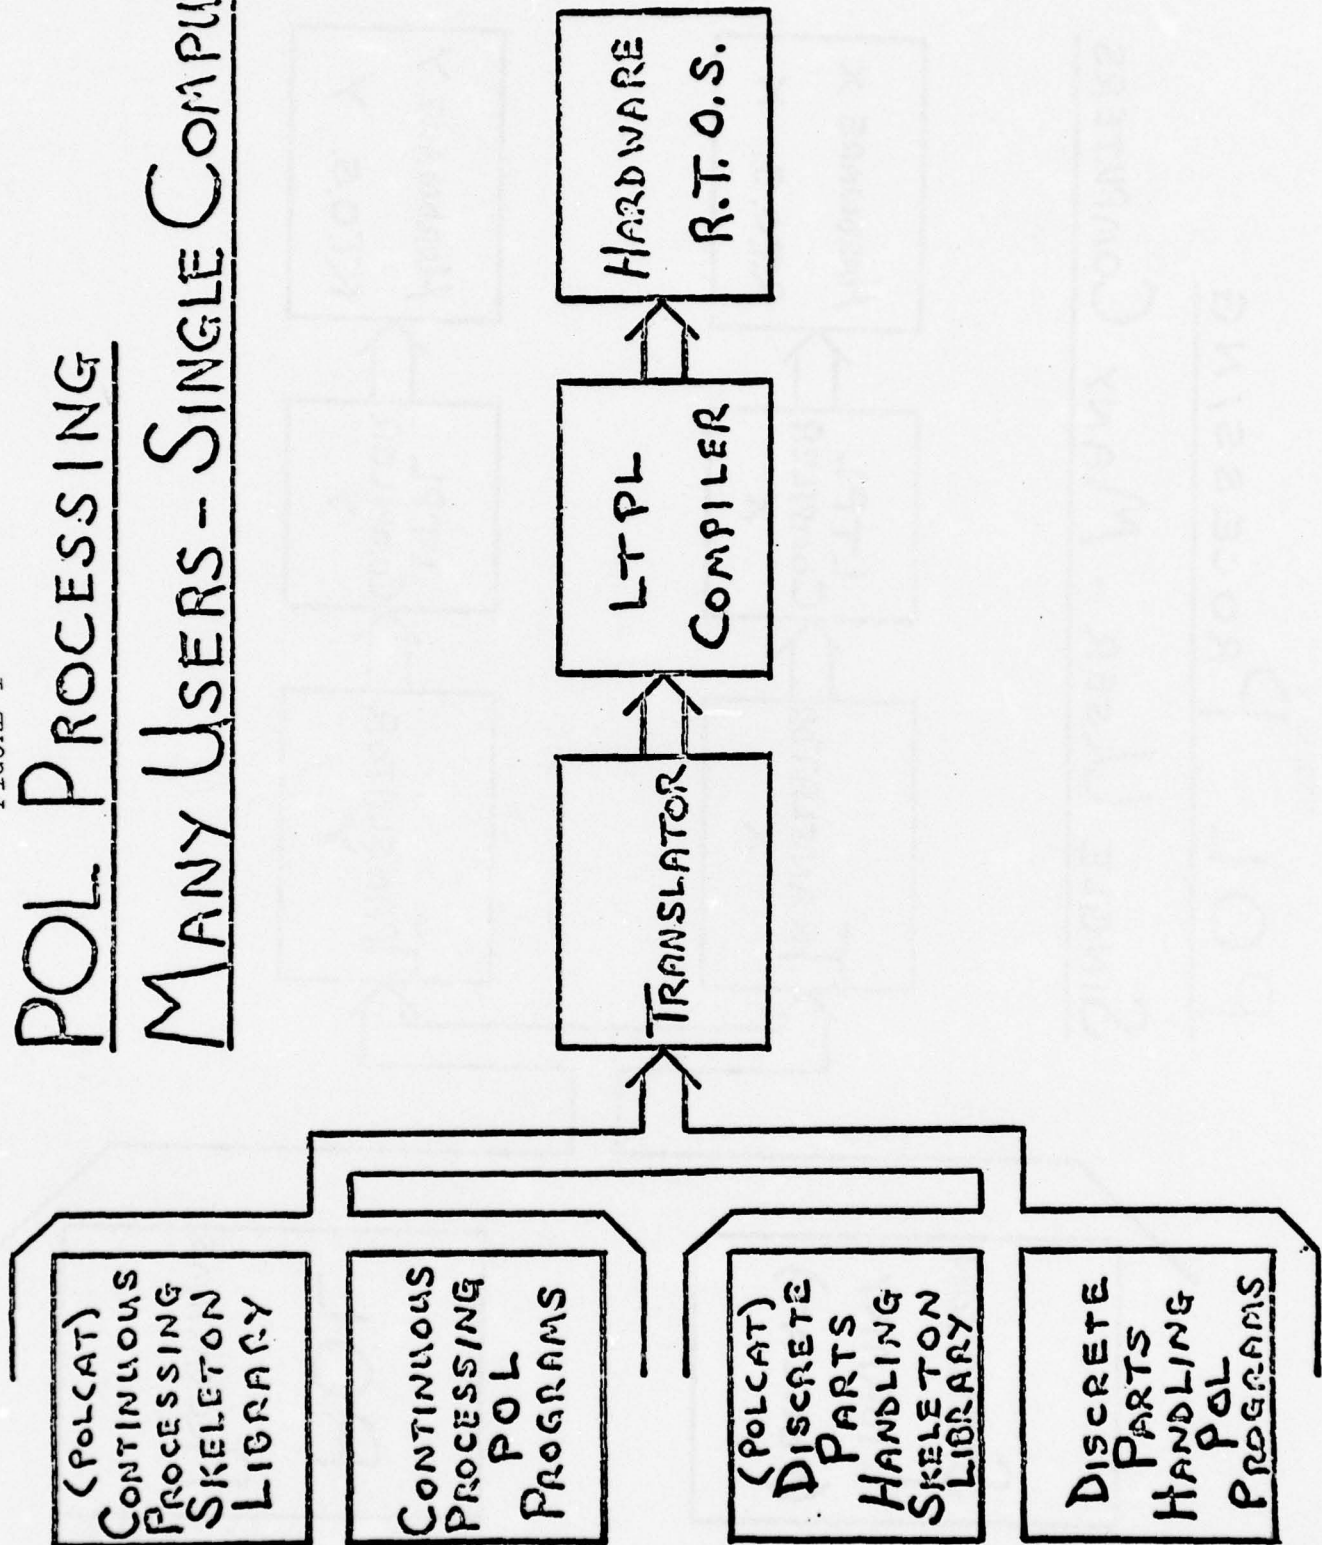 POL PROCESSING
MANY USERS - SINGLE
(POLCAT)
CONTINUOUS
PROCESSING
SKELETON
LIBRARY
CONTINUOUS
PROCESSING
POL
PROGRAMS
(POLCAT)
DISCRETE
PARTS
HANDLING
SKELETON
LIBRARY
DISCRETE
PARTS
HANDLING
POL
PROGRAMS
TRANSLATOR
LTPL
COMPILER
HARDWARE
R.T.O.S.